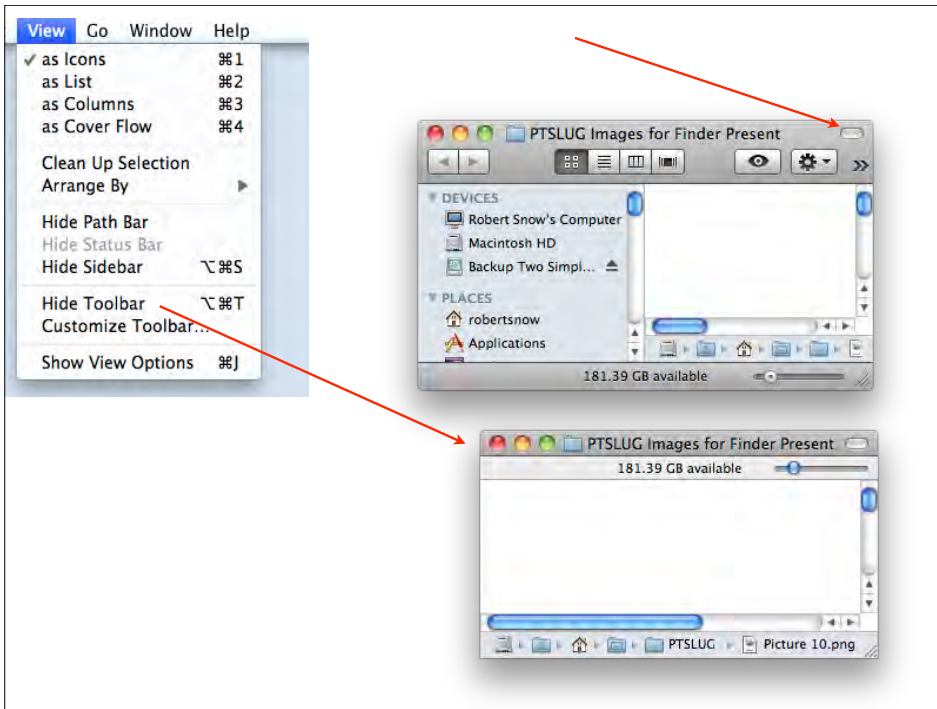 View Go Window Help
✓ as Icons ⌘1
as List ⌘2
as Columns ⌘3
as Cover Flow ⌘4
Clean Up Selection
Arrange By ▶
Hide Path Bar
Hide Status Bar
Hide Sidebar ⌥⌘S
Hide Toolbar ⌥⌘T
Customize Toolbar...
Show View Options ⌘J
PTSLUG Images for Finder Present
DEVICES
Robert Snow's Computer
Macintosh HD
Backup Two Simpl...
PLACES
robertsnow
Applications
181.39 GB available
PTSLUG Images for Finder Present
181.39 GB available
PTSLUG Picture 10.png